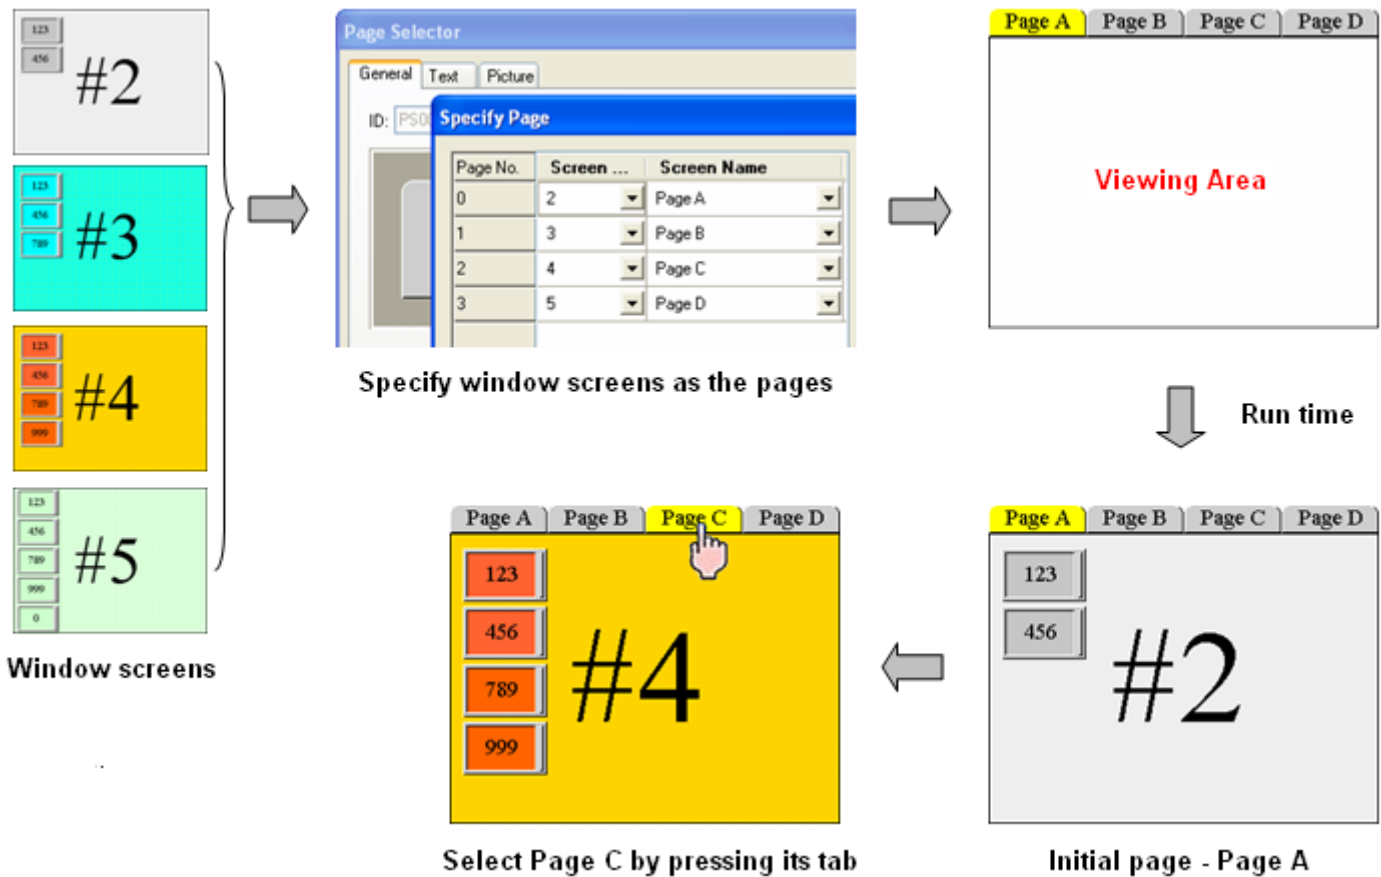 123
456
#2
123
456
789
#3
123
456
789
999
#4
123
456
789
999
0
#5
Window screens
Page Selector
General Text Picture
ID: PS0
Specify Page
Page No. Screen ... Screen Name
0 2 Page A
1 3 Page B
2 4 Page C
3 5 Page D
Specify window screens as the pages
Page A Page B Page C Page D
Viewing Area
Run time
Page A Page B Page C Page D
123
456
789
999
#4
Select Page C by pressing its tab
Page A Page B Page C Page D
123
456
#2
Initial page - Page A